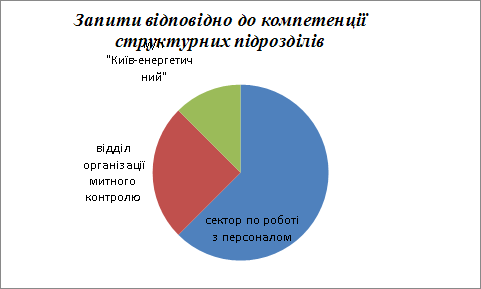 Запити відповідно до компетенції
структурних підрозділів
"Київ-енергетич
ний"
відділ
організації
митного
контролю
сектор по роботі
з персоналом